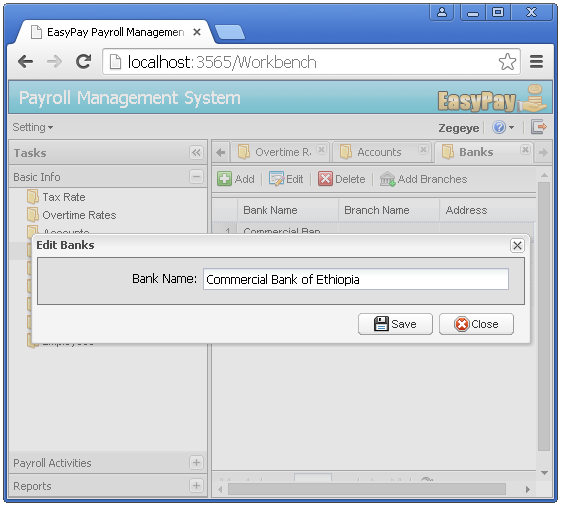 EasyPay Payroll Managemen
localhost:3565/Workbench
Payroll Management System
EasyPay
Setting
Zegeye
Tasks
Overtime R.
Accounts
Banks
Basic Info
Add
Edit
Delete
Add Branches
Tax Rate
Overtime Rates
Accounts
Bank Name
Branch Name
Address
1
Commercial Ban
Edit Banks
Bank Name:
Commercial Bank of Ethiopia
Save
Close
Employees
Payroll Activities
Reports